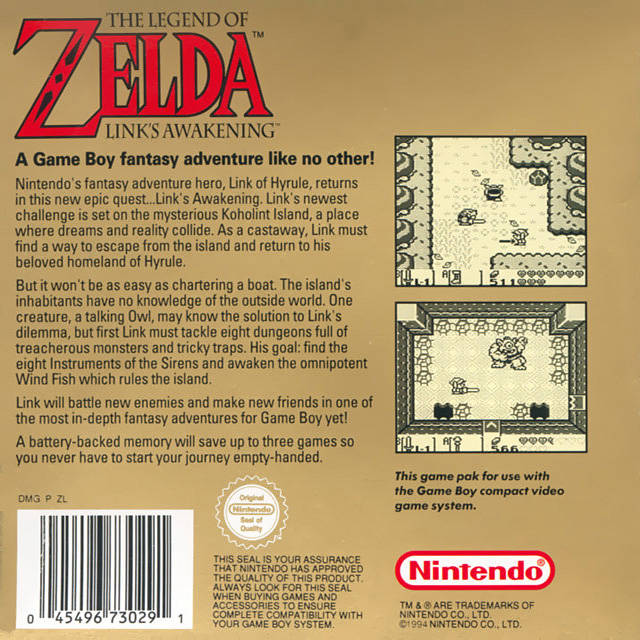 THE LEGEND OF
ZELDA™
LINK'S AWAKENING™
A Game Boy fantasy adventure like no other!
Nintendo's fantasy adventure hero, Link of Hyrule, returns
in this new epic quest...Link's Awakening. Link's newest
challenge is set on the mysterious Koholint Island, a place
where dreams and reality collide. As a castaway, Link must
find a way to escape from the island and return to his
beloved homeland of Hyrule.
But it won't be as easy as chartering a boat. The island's
inhabitants have no knowledge of the outside world. One
creature, a talking Owl, may know the solution to Link's
dilemma, but first Link must tackle eight dungeons full of
treacherous monsters and tricky traps. His goal: find the
eight Instruments of the Sirens and awaken the omnipotent
Wind Fish which rules the island.
Link will battle new enemies and make new friends in one of
the most in-depth fantasy adventures for Game Boy yet!
A battery-backed memory will save up to three games so
you never have to start your journey empty-handed.
L-1 A 511
L-1 A 566
This game pak for use with
the Game Boy compact video
game system.
DMG P ZL
0 45496 73029 1
Original
Nintendo
Seal of
Quality
THIS SEAL IS YOUR ASSURANCE
THAT NINTENDO HAS APPROVED
THE QUALITY OF THIS PRODUCT.
ALWAYS LOOK FOR THIS SEAL
WHEN BUYING GAMES AND
ACCESSORIES TO ENSURE
COMPLETE COMPATIBILITY WITH
YOUR GAME BOY SYSTEM.
Nintendo®
TM & ® ARE TRADEMARKS OF
NINTENDO CO., LTD.
©1994 NINTENDO CO., LTD.